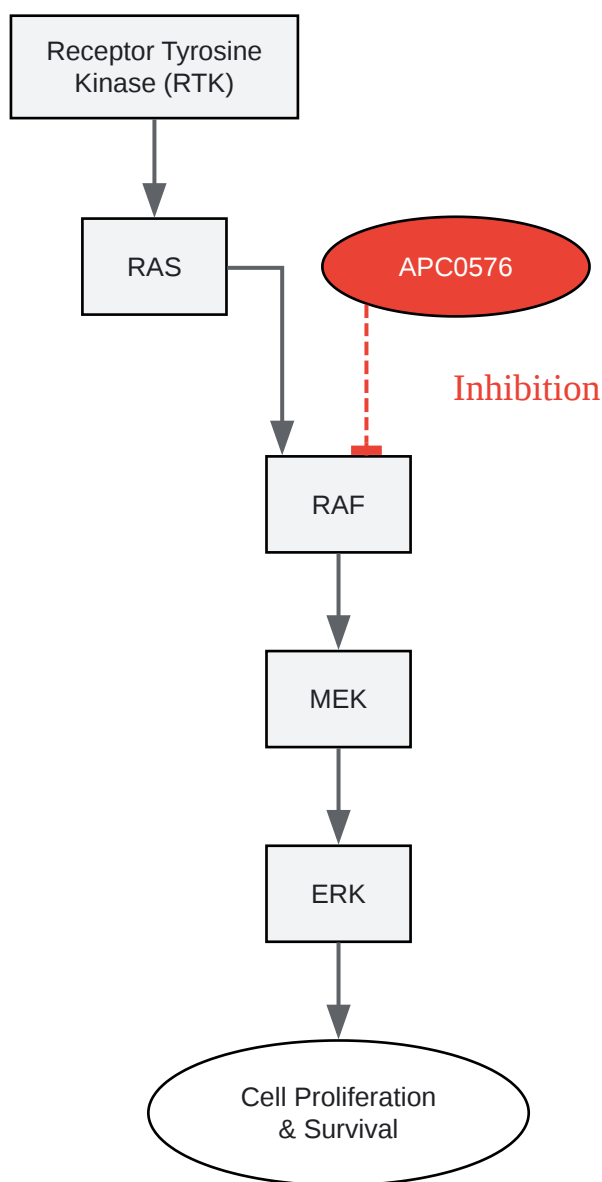 Receptor Tyrosine
Kinase (RTK)
RAS
APC0576
Inhibition
RAF
MEK
ERK
Cell Proliferation
& Survival